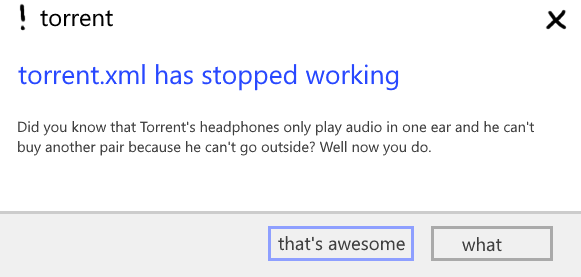 ! torrent
torrent.xml has stopped working
Did you know that Torrent's headphones only play audio in one ear and he can't
buy another pair because he can't go outside? Well now you do.
that's awesome
what